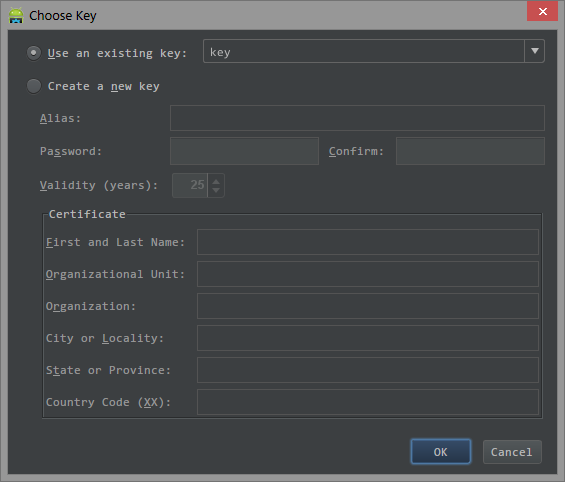 Choose Key
Use an existing key: key
Create a new key
Alias:
Password: Confirm:
Validity (years): 25
Certificate
First and Last Name:
Organizational Unit:
Organization:
City or Locality:
State or Province:
Country Code (XX):
OK Cancel